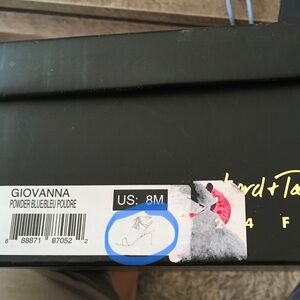 GIOVANNA
POWDER BLUE/BLEU POUDRE
US: 8M
8 88871 87052 2